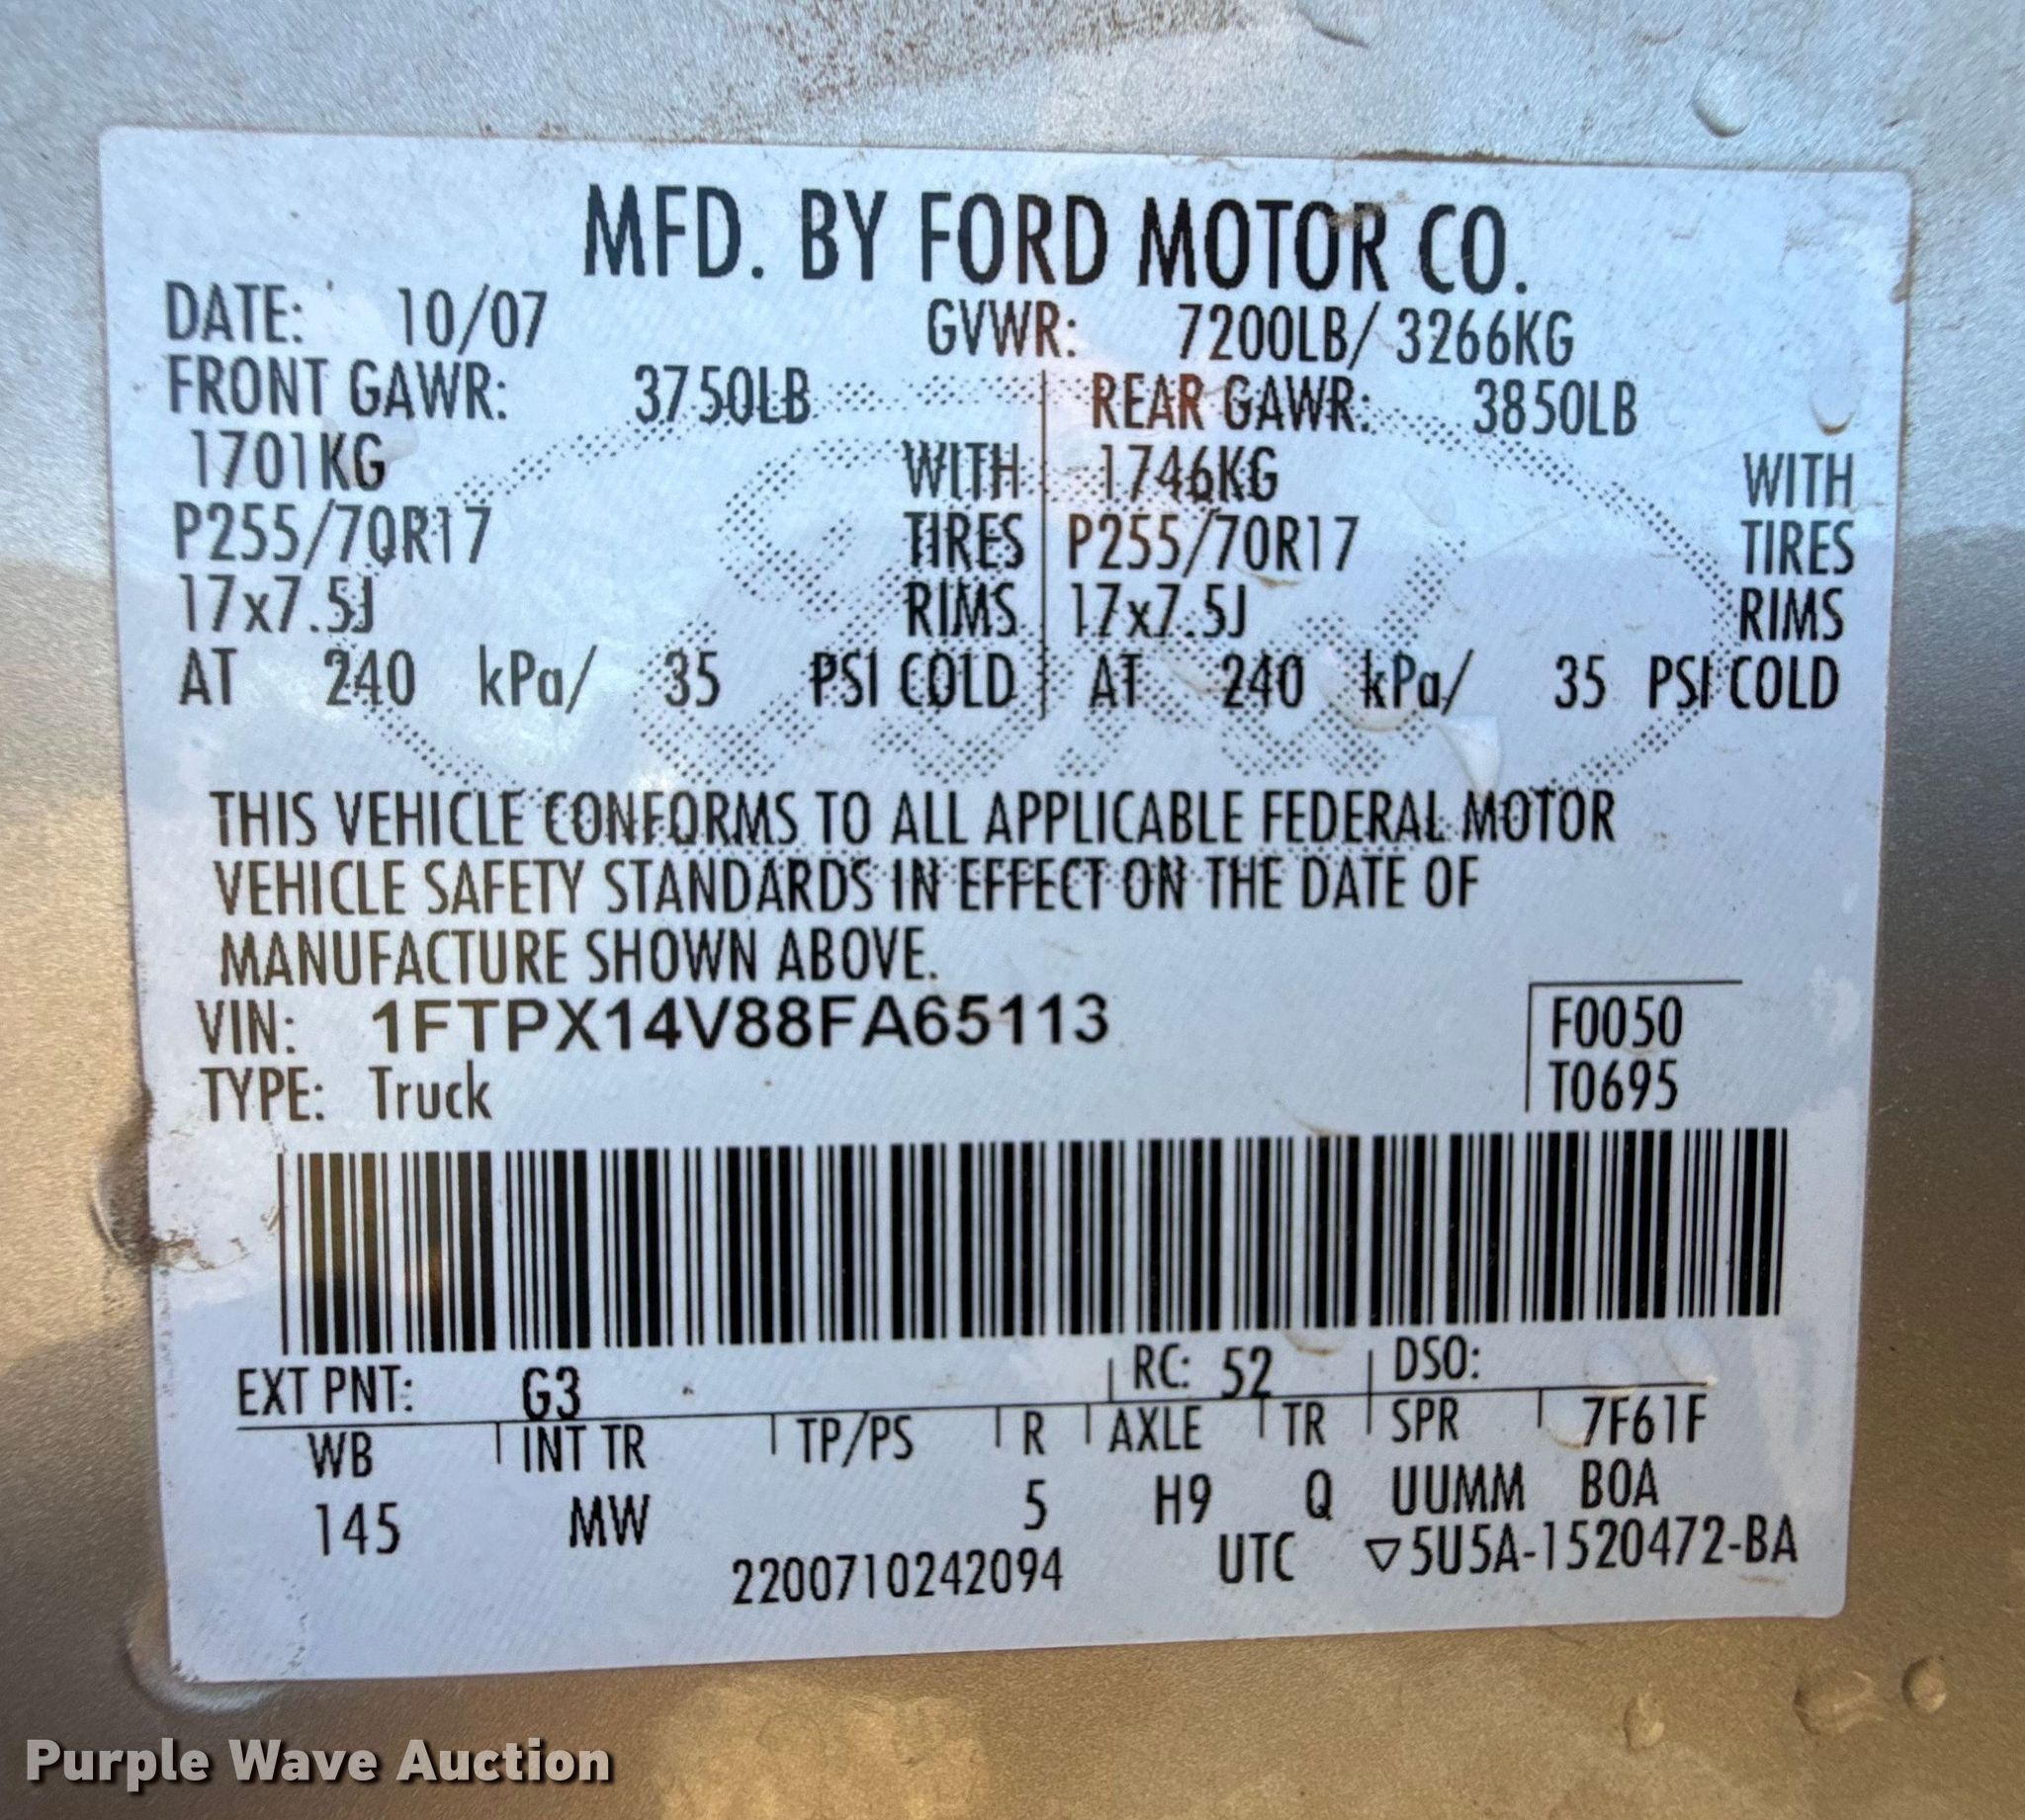 MFD. BY FORD MOTOR CO.
DATE: 10/07 GVWR: 7200LB/ 3266KG
FRONT GAWR: 3750LB REAR GAWR: 3850LB
1701KG WITH 1746KG WITH
P255/70R17 TIRES P255/70R17 TIRES
17x7.5J RIMS 17x7.5J RIMS
AT 240 kPa/ 35 PSI COLD AT 240 kPa/ 35 PSI COLD
THIS VEHICLE CONFORMS TO ALL APPLICABLE FEDERAL MOTOR
VEHICLE SAFETY STANDARDS IN EFFECT ON THE DATE OF
MANUFACTURE SHOWN ABOVE.
VIN: 1FTPX14V88FA65113 F0050
TYPE: Truck T0695
EXT PNT: G3 RC: 52 DSO:
WB INT TR TP/PS R AXLE TR SPR 7F61F
145 MW 5 H9 Q UUMM BOA
2200710242094 UTC ▽5U5A-1520472-BA
Purple Wave Auction